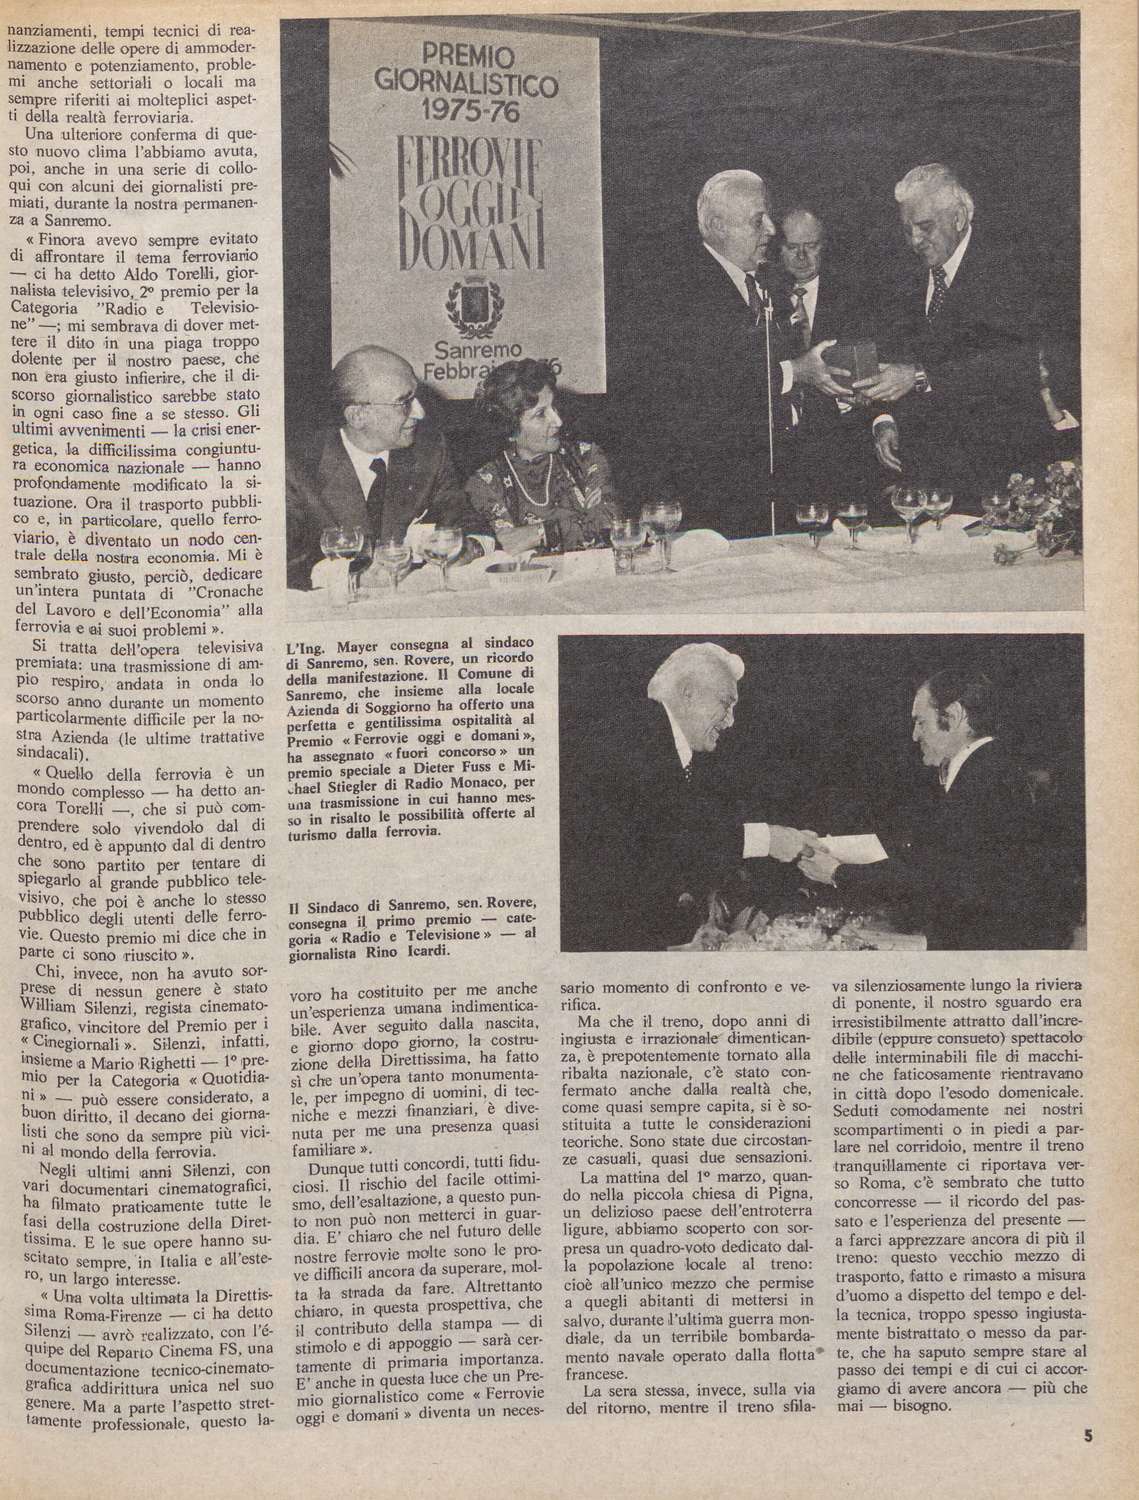 nanziamenti, tempi tecnici di rea-
lizzazione delle opere di ammoder-
namento e potenziamento, proble-
mi anche settoriali o locali ma
sempre riferiti ai molteplici aspet-
ti della realtà ferroviaria.
Una ulteriore conferma di que-
sto nuovo clima l'abbiamo avuta,
poi, anche in una serie di collo-
qui con alcuni dei giornalisti pre-
miati, durante la nostra permanen-
za a Sanremo.
« Finora avevo sempre evitato
di affrontare il tema ferroviario
— ci ha detto Aldo Torelli, gior-
nalista televisivo, 2º premio per la
Categoria "Radio e Televisio-
ne" —; mi sembrava di dover met-
tere il dito in una piaga troppo
dolente per il nostro paese, che
non era giusto infierire, che il di-
scorso giornalistico sarebbe stato
in ogni caso fine a se stesso. Gli
ultimi avvenimenti — la crisi ener-
getica, la difficilissima congiuntu-
ra economica nazionale — hanno
profondamente modificato la si-
tuazione. Ora il trasporto pubbli-
co e, in particolare, quello ferro-
viario, è diventato un nodo cen-
trale della nostra economia. Mi è
sembrato giusto, perciò, dedicare
un'intera puntata di "Cronache
del Lavoro e dell'Economia" alla
ferrovia e ai suoi problemi ».
Si tratta dell'opera televisiva
premiata: una trasmissione di am-
pio respiro, andata in onda lo
scorso anno durante un momento
particolarmente difficile per la no-
stra Azienda (le ultime trattative
sindacali).
« Quello della ferrovia è un
mondo complesso — ha detto an-
cora Torelli —, che si può com-
prendere solo vivendolo dal di
dentro, ed è appunto dal di dentro
che sono partito per tentare di
spiegarlo al grande pubblico tele-
visivo, che poi è anche lo stesso
pubblico degli utenti delle ferro-
vie. Questo premio mi dice che in
parte ci sono riuscito ».
Chi, invece, non ha avuto sor-
prese di nessun genere è stato
William Silenzi, regista cinemato-
grafico, vincitore del Premio per i
« Cinegiornali ». Silenzi, infatti,
insieme a Mario Righetti — 1º pre-
mio per la Categoria « Quotidia-
ni » — può essere considerato, a
buon diritto, il decano dei giorna-
listi che sono da sempre più vici-
ni al mondo della ferrovia.
Negli ultimi anni Silenzi, con
vari documentari cinematografici,
ha filmato praticamente tutte le
fasi della costruzione della Diret-
tissima. E le sue opere hanno su-
scitato sempre, in Italia e all'este-
ro, un largo interesse.
« Una volta ultimata la Direttis-
sima Roma-Firenze — ci ha detto
Silenzi — avrò realizzato, con l'é-
quipe del Reparto Cinema FS, una
documentazione tecnico-cinemato-
grafica addirittura unica nel suo
genere. Ma a parte l'aspetto stret-
tamente professionale, questo la-
PREMIO
GIORNALISTICO
1975-76
FERROVIE
OGGI E
DOMANI
Sanremo
Febbrai 76
L'Ing. Mayer consegna al sindaco
di Sanremo, sen. Rovere, un ricordo
della manifestazione. Il Comune di
Sanremo, che insieme alla locale
Azienda di Soggiorno ha offerto una
perfetta e gentilissima ospitalità al
Premio « Ferrovie oggi e domani »,
ha assegnato « fuori concorso » un
premio speciale a Dieter Fuss e Mi-
chael Stiegler di Radio Monaco, per
una trasmissione in cui hanno mes-
so in risalto le possibilità offerte al
turismo dalla ferrovia.
Il Sindaco di Sanremo, sen. Rovere,
consegna il primo premio — cate-
goria « Radio e Televisione » — al
giornalista Rino Icardi.
voro ha costituito per me anche
un'esperienza umana indimentica-
bile. Aver seguito dalla nascita,
e giorno dopo giorno, la costru-
zione della Direttissima, ha fatto
sì che un'opera tanto monumenta-
le, per impegno di uomini, di tec-
niche e mezzi finanziari, è dive-
nuta per me una presenza quasi
familiare ».
Dunque tutti concordi, tutti fidu-
ciosi. Il rischio del facile ottimi-
smo, dell'esaltazione, a questo pun-
to non può non metterci in guar-
dia. E' chiaro che nel futuro delle
nostre ferrovie molte sono le pro-
ve difficili ancora da superare, mol-
ta la strada da fare. Altrettanto
chiaro, in questa prospettiva, che
il contributo della stampa — di
stimolo e di appoggio — sarà cer-
tamente di primaria importanza.
E' anche in questa luce che un Pre-
mio giornalistico come « Ferrovie
oggi e domani » diventa un neces-
sario momento di confronto e ve-
rifica.
Ma che il treno, dopo anni di
ingiusta e irrazionale dimentican-
za, è prepotentemente tornato alla
ribalta nazionale, c'è stato con-
fermato anche dalla realtà che,
come quasi sempre capita, si è so-
stituita a tutte le considerazioni
teoriche. Sono state due circostan-
ze casuali, quasi due sensazioni.
La mattina del 1º marzo, quan-
do nella piccola chiesa di Pigna,
un delizioso paese dell'entroterra
ligure, abbiamo scoperto con sor-
presa un quadro-voto dedicato dal-
la popolazione locale al treno:
cioè all'unico mezzo che permise
a quegli abitanti di mettersi in
salvo, durante l'ultima guerra mon-
diale, da un terribile bombarda-
mento navale operato dalla flotta
francese.
La sera stessa, invece, sulla via
del ritorno, mentre il treno sfila-
va silenziosamente lungo la riviera
di ponente, il nostro sguardo era
irresistibilmente attratto dall'incre-
dibile (eppure consueto) spettacolo
delle interminabili file di macchi-
ne che faticosamente rientravano
in città dopo l'esodo domenicale.
Seduti comodamente nei nostri
scompartimenti o in piedi a par-
lare nel corridoio, mentre il treno
tranquillamente ci riportava ver-
so Roma, c'è sembrato che tutto
concorresse — il ricordo del pas-
sato e l'esperienza del presente —
a farci apprezzare ancora di più il
treno: questo vecchio mezzo di
trasporto, fatto e rimasto a misura
d'uomo a dispetto del tempo e del-
la tecnica, troppo spesso ingiusta-
mente bistrattato o messo da par-
te, che ha saputo sempre stare al
passo dei tempi e di cui ci accor-
giamo di avere ancora — più che
mai — bisogno.
5